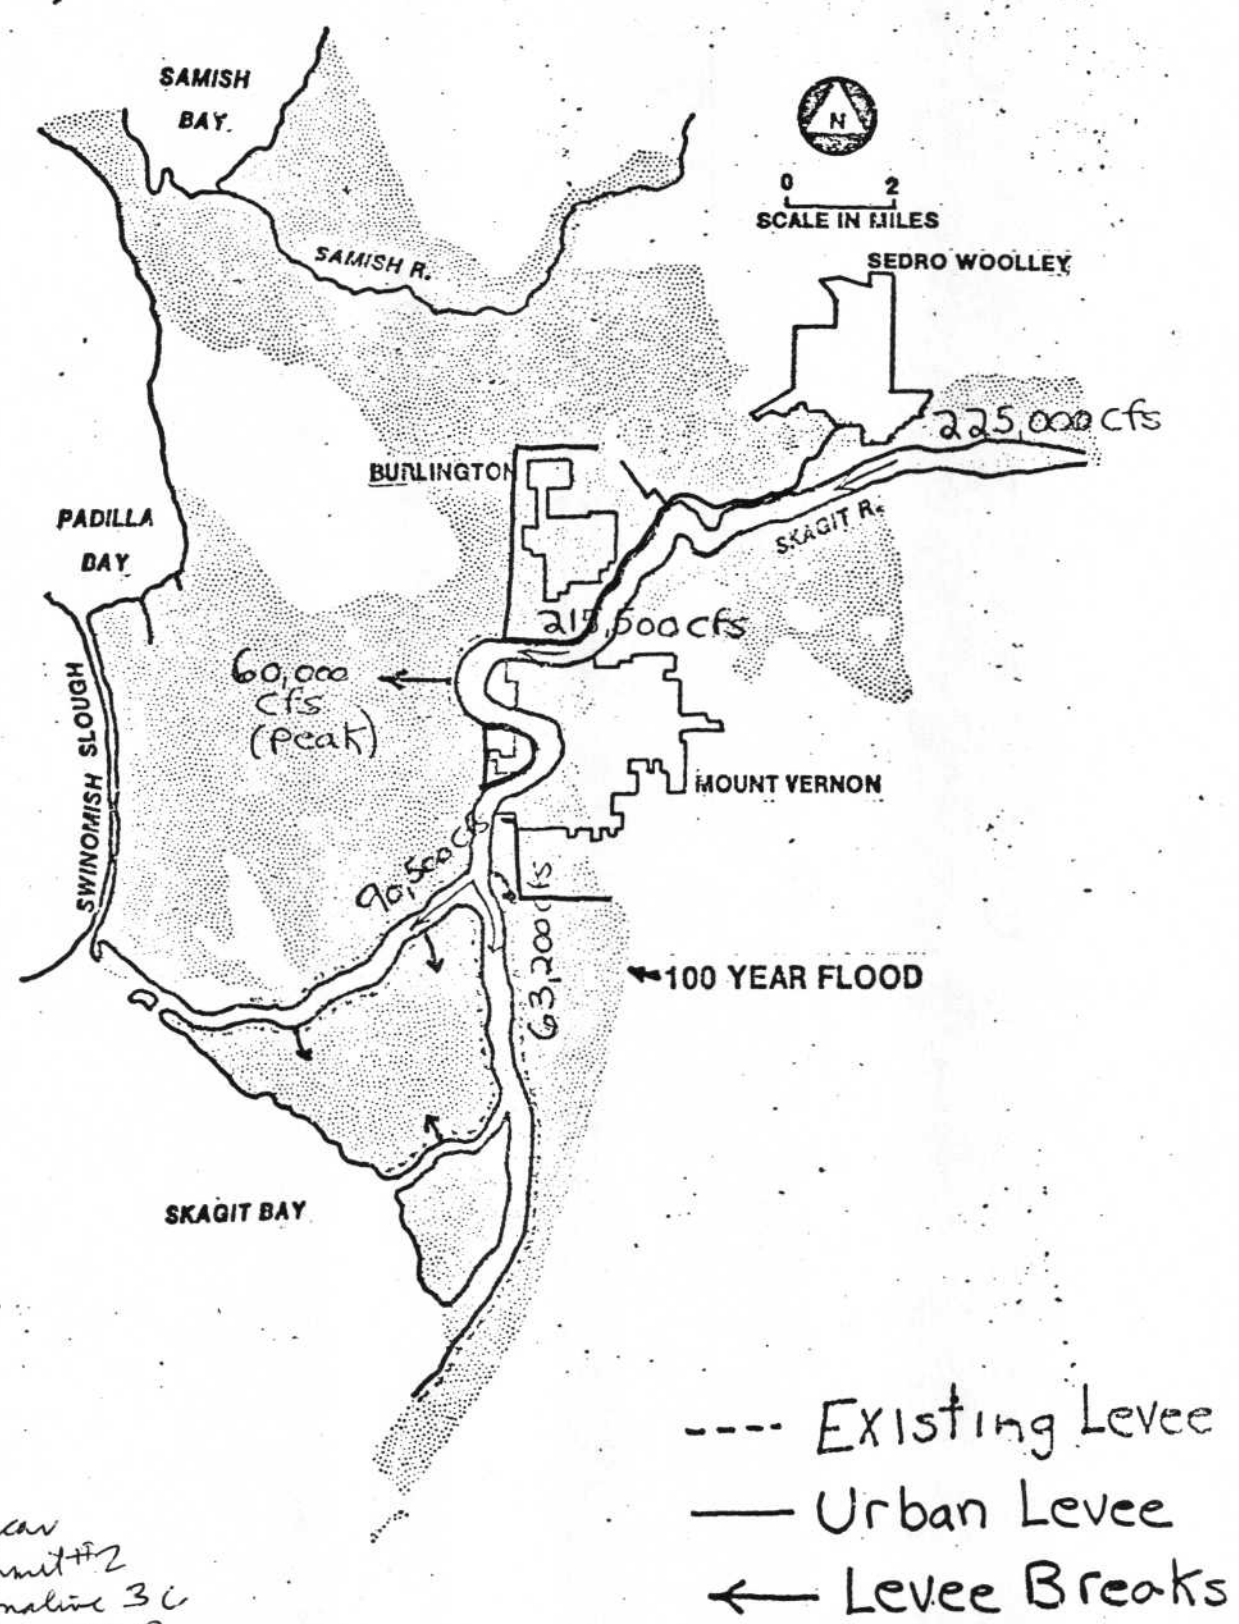 SAMISH
BAY
N
0 2
SCALE IN MILES
SAMISH R.
SEDRO WOOLLEY
225,000 cfs
BURLINGTON
PADILLA
BAY
SKAGIT R.
500 cfs
60,000
cfs
(peak)
SWINOMISH SLOUGH
MOUNT VERNON
90,500 cfs
63,200 cfs
100 YEAR FLOOD
SKAGIT BAY
Existing Levee
Urban Levee
Levee Breaks
#2
3